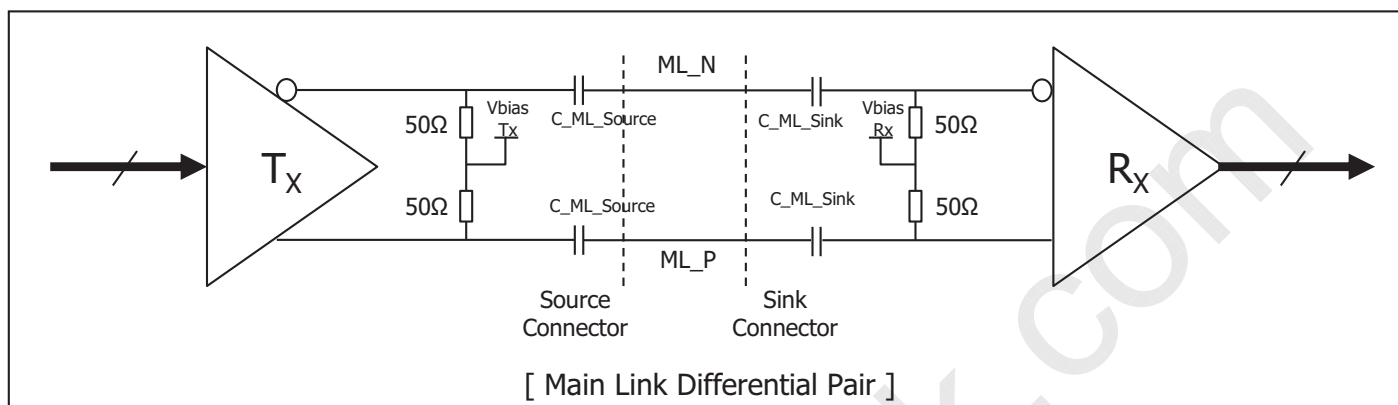 ML_N
Vbias
Tx
C_ML_Source
C_ML_Sink
Vbias
Rx
50Ω
50Ω
TX
RX
50Ω
50Ω
C_ML_Source
C_ML_Sink
ML_P
Source
Connector
Sink
Connector
[ Main Link Differential Pair ]
k.com